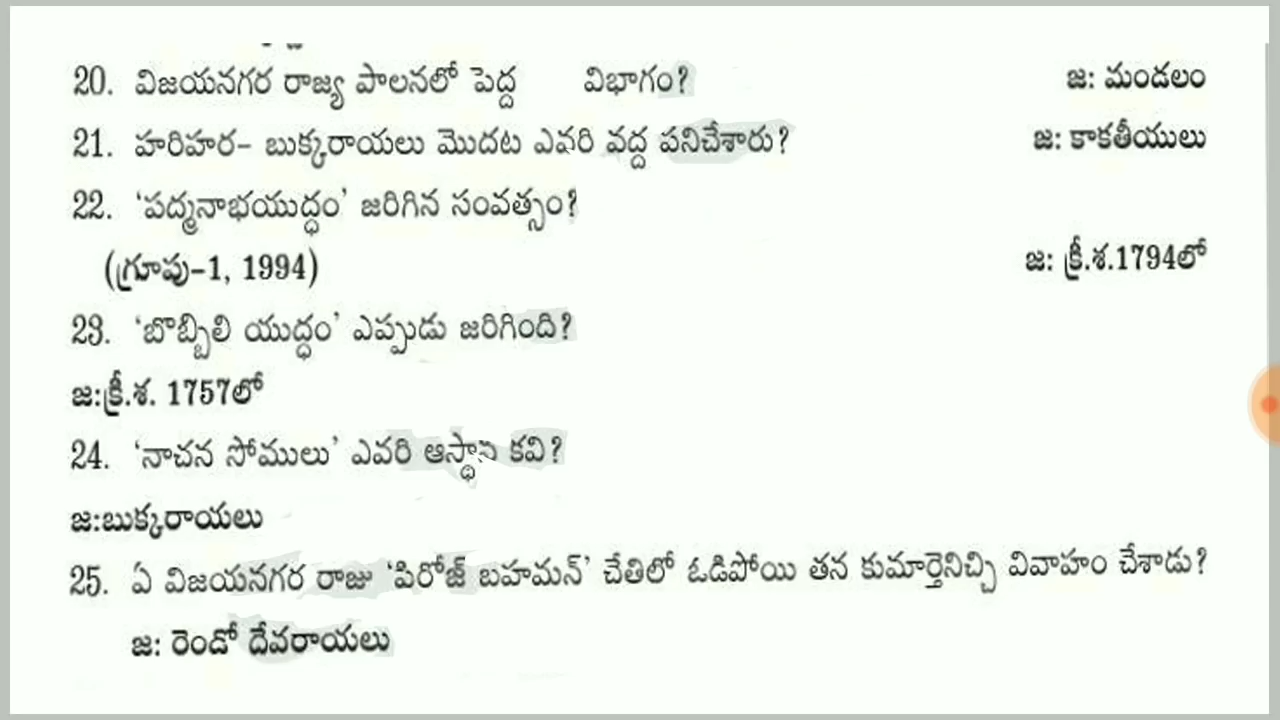 20. విజయనగర రాజ్య పాలనలో పెద్ద విభాగం? జ: మండలం
21. హరిహర- బుక్కరాయలు మొదట ఎవరి వద్ద పనిచేశారు? జ: కాకతీయులు
22. ‘పద్మనాభయుద్ధం’ జరిగిన సంవత్సం?
(గ్రూపు-1, 1994) జ: క్రీ.శ.1794లో
23. ‘బొబ్బిలి యుద్ధం’ ఎప్పుడు జరిగింది?
జ:క్రీ.శ. 1757లో
24. ‘నాచన సోములు’ ఎవరి ఆస్థాన కవి?
జ:బుక్కరాయలు
25. ఏ విజయనగర రాజు ‘పిరోజ్ బహమన్’ చేతిలో ఓడిపోయి తన కుమార్తెనిచ్చి వివాహం చేశాడు?
జ: రెండో దేవరాయలు